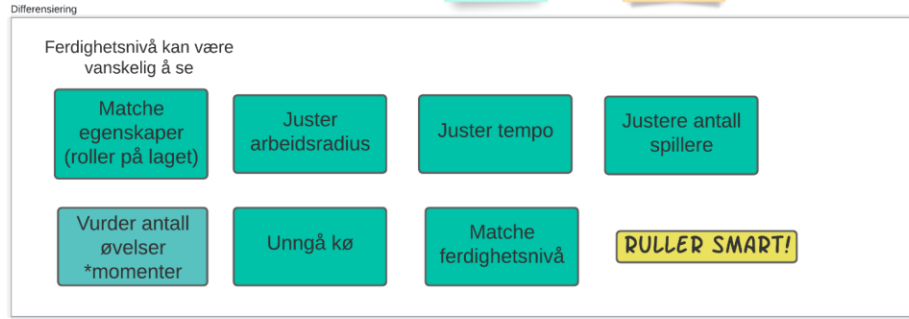 Differensiering
Ferdighetsnivå kan være
vanskelig å se
Matche
egenskaper
(roller på laget)
Juster
arbeidsradius
Juster tempo
Justere antall
spillere
Vurder antall
øvelser
*momenter
Unngå kø
Matche
ferdighetsnivå
RULLER SMART!